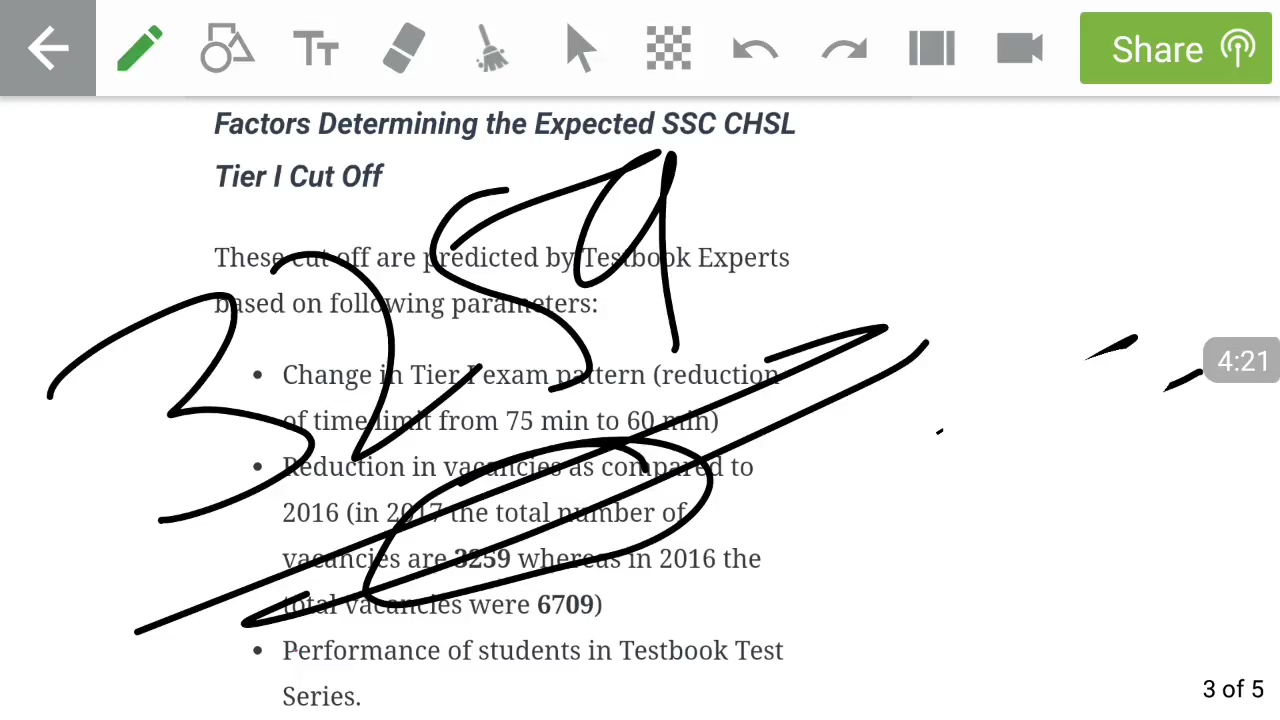 Share
Factors Determining the Expected SSC CHSL
Tier I Cut Off
3259
These cut off are predicted by Testbook Experts
based on following parameters:
• Change in Tier I exam pattern (reduction
of time limit from 75 min to 60 min)
• Reduction in vacancies as compared to
2016 (in 2017 the total number of
vacancies are 3259 whereas in 2016 the
total vacancies were 6709)
• Performance of students in Testbook Test
Series.
4:21
3 of 5